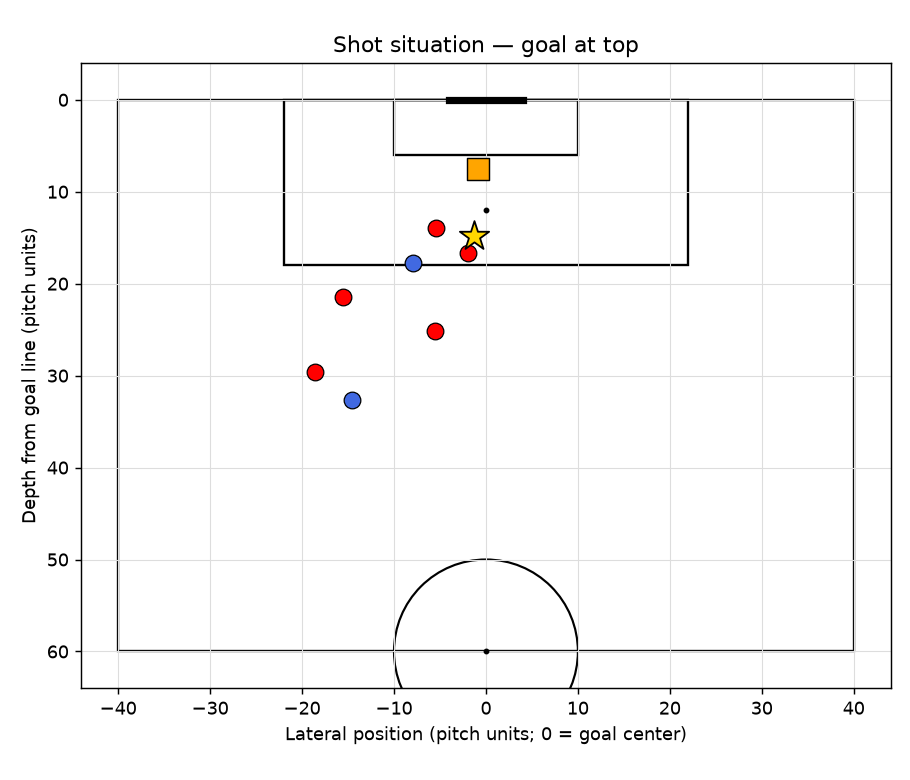 Shot situation — goal at top
0
10
20
30
40
50
60
Depth from goal line (pitch units)
−40 −30 −20 −10 0 10 20 30 40
Lateral position (pitch units; 0 = goal center)